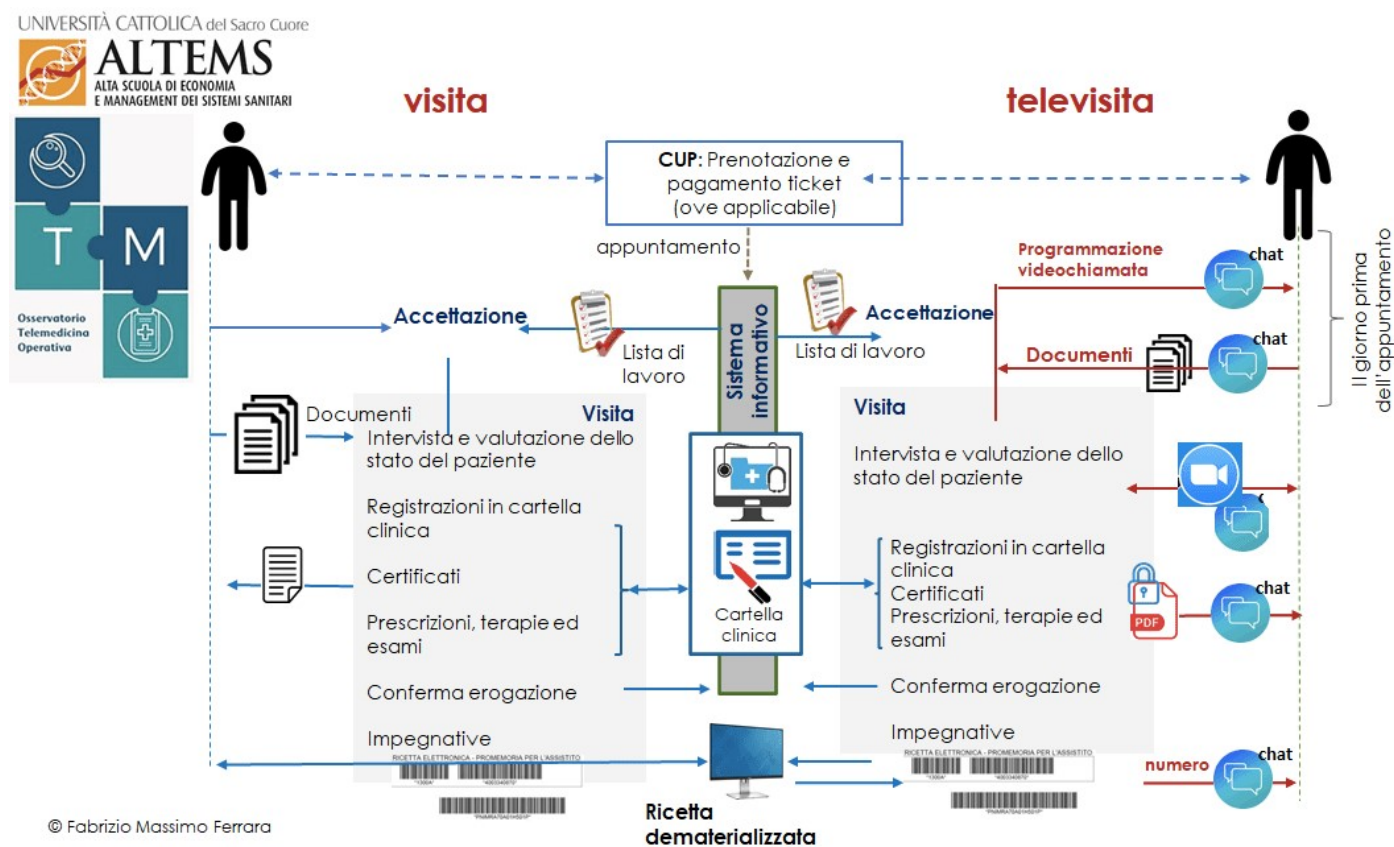 UNIVERSITÀ CATTOLICA del Sacro Cuore
ALTEMS
ALTA SCUOLA DI ECONOMIA
E MANAGEMENT DEI SISTEMI SANITARI
T M
Osservatorio
Telemedicina
Operativa
visita
televisita
CUP: Prenotazione e
pagamento ticket
(ove applicabile)
appuntamento
Sistema
informativo
Accettazione
Lista di
lavoro
Accettazione
Lista di lavoro
Programmazione
videochiamata
chat
Documenti
chat
Il giorno prima
dell'appuntamento
Documenti
Visita
Intervista e valutazione dello
stato del paziente
Registrazioni in cartella
clinica
Certificati
Prescrizioni, terapie ed
esami
Conferma erogazione
Impegnative
RICETTA ELETTRONICA - PROMEMORIA PER L'ASSISTITO
Cartella
clinica
Visita
Intervista e valutazione dello
stato del paziente
Registrazioni in cartella
clinica
Certificati
Prescrizioni, terapie ed
esami
PDF
chat
Conferma erogazione
Impegnative
RICETTA ELETTRONICA - PROMEMORIA PER L'ASSISTITO
numero
chat
Ricetta
dematerializzata
© Fabrizio Massimo Ferrara